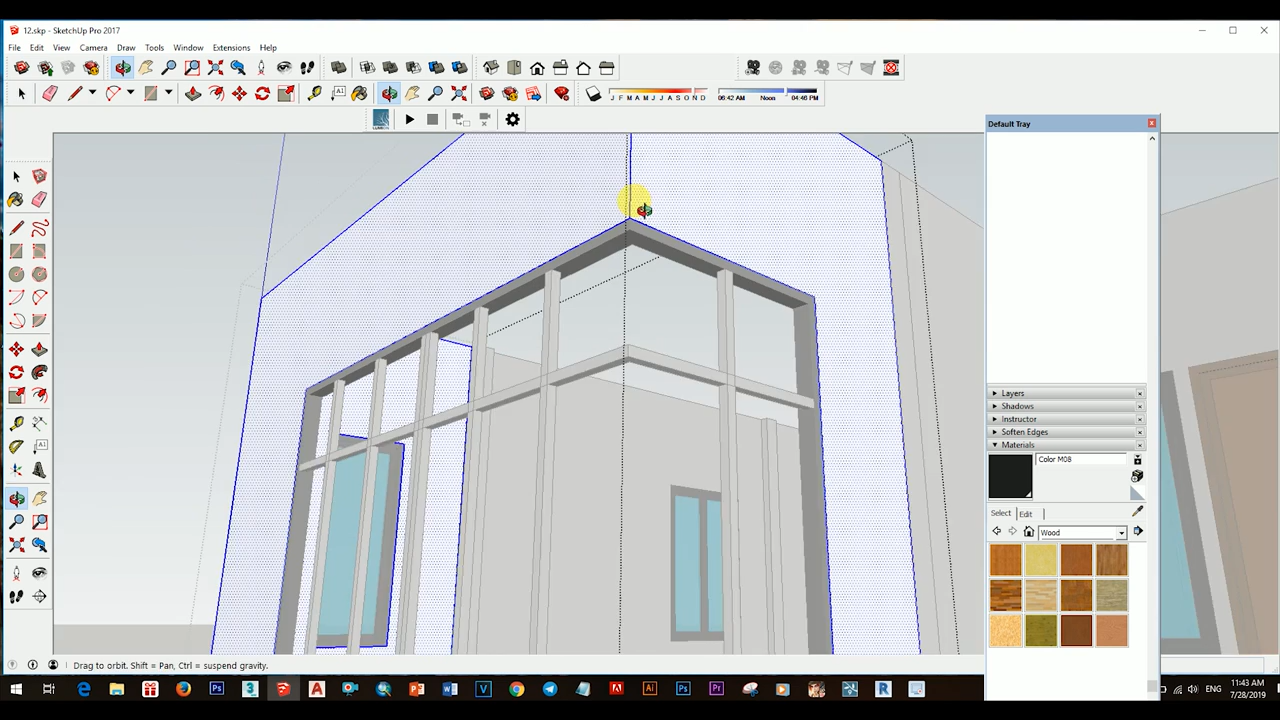 12.skp - SketchUp Pro 2017
File Edit View Camera Draw Tools Window Extensions Help
J F M A M J J A S O N D 06:42 AM Noon 04:46 PM
Default Tray
Layers
Shadows
Instructor
Soften Edges
Materials
Color M08
Select Edit
Wood
Drag to orbit. Shift = Pan, Ctrl = suspend gravity.
ENG 11:43 AM
7/28/2019